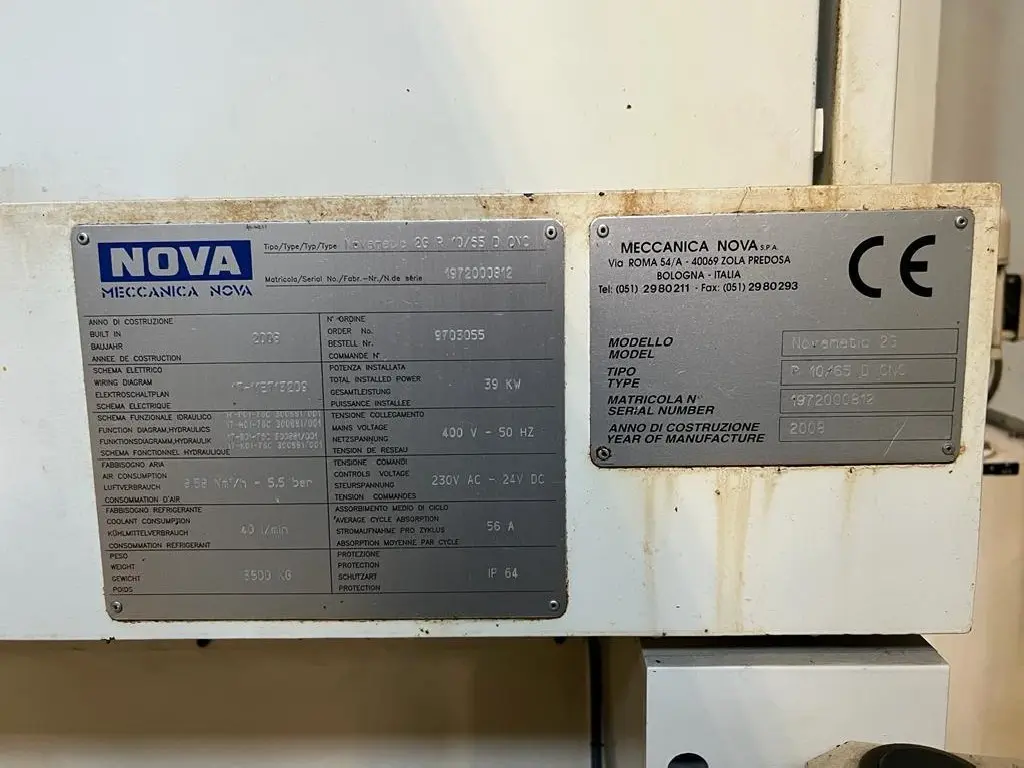 NOVA
MECCANICA NOVA
Tipo/Type/Typ/Type Novamatic 2G R 10/65 D CNC
Matricola/Serial No./Fabr.-Nr./N.de série 1972000812
ANNO DI COSTRUZIONE
BUILT IN
BAUJAHR
ANNEE DE COSTRUCTION
2008
N° ORDINE
ORDER No.
BESTELL Nr.
COMMANDE N°
9703055
SCHEMA ELETTRICO
WIRING DIAGRAM
ELEKTROSCHALTPLAN
SCHEMA ELECTRIQUE
POTENZA INSTALLATA
TOTAL INSTALLED POWER
GESAMTLEISTUNG
PUISSANCE INSTALLEE
39 KW
SCHEMA FUNZIONALE IDRAULICO
FUNCTION DIAGRAM,HYDRAULICS
FUNKTIONSDIAGRAMM,HYDRAULIK
SCHEMA FONCTIONNEL HYDRAULIQUE
TENSIONE COLLEGAMENTO
MAINS VOLTAGE
NETZSPANNUNG
TENSION DE RESEAU
400 V - 50 HZ
FABBISOGNO ARIA
AIR CONSUMPTION
LUFTVERBRAUCH
CONSOMMATION D'AIR
Nm³/h - 5.5 bar
TENSIONE COMANDI
CONTROLS VOLTAGE
STEUERSPANNUNG
TENSION COMMANDES
230V AC - 24V DC
FABBISOGNO REFRIGERANTE
COOLANT CONSUMPTION
KÜHLMITTELVERBRAUCH
CONSOMMATION REFRIGERANT
40 l/min
ASSORBIMENTO MEDIO DI CICLO
AVERAGE CYCLE ABSORPTION
STROMAUFNAHME PRO ZYKLUS
ABSORPTION MOYENNE PAR CYCLE
56 A
PESO
WEIGHT
GEWICHT
POIDS
KG
PROTEZIONE
PROTECTION
SCHUTZART
PROTECTION
IP 64
MECCANICA NOVA S.P.A.
Via ROMA 54/A - 40069 ZOLA PREDOSA
BOLOGNA - ITALIA
Tel: (051) 2980211 - Fax: (051) 2980293
CE
MODELLO
MODEL
Novamatic 2G
TIPO
TYPE
R 10/65 D CNC
MATRICOLA N°
SERIAL NUMBER
1972000812
ANNO DI COSTRUZIONE
YEAR OF MANUFACTURE
2008